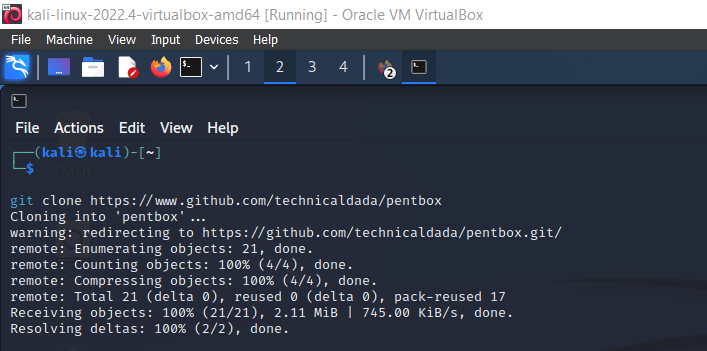 kali-linux-2022.4-virtualbox-amd64 [Running] - Oracle VM VirtualBox
File Machine View Input Devices Help
$_ 1 2 3 4 2
File Actions Edit View Help
┌──(kali㉿kali)-[~]
└─$
git clone https://www.github.com/technicaldada/pentbox
Cloning into 'pentbox'...
warning: redirecting to https://github.com/technicaldada/pentbox.git/
remote: Enumerating objects: 21, done.
remote: Counting objects: 100% (4/4), done.
remote: Compressing objects: 100% (4/4), done.
remote: Total 21 (delta 0), reused 0 (delta 0), pack-reused 17
Receiving objects: 100% (21/21), 2.11 MiB | 745.00 KiB/s, done.
Resolving deltas: 100% (2/2), done.